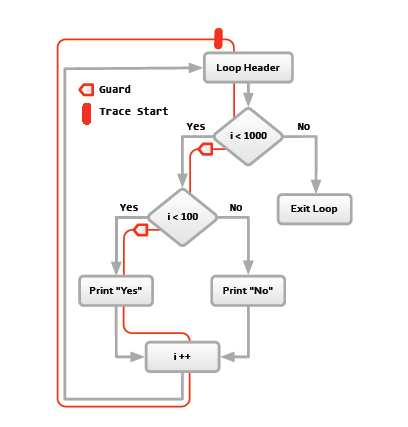 Loop Header
Guard
Trace Start
i < 1000
Yes
No
i < 100
Exit Loop
Yes
No
Print "Yes"
Print "No"
i ++